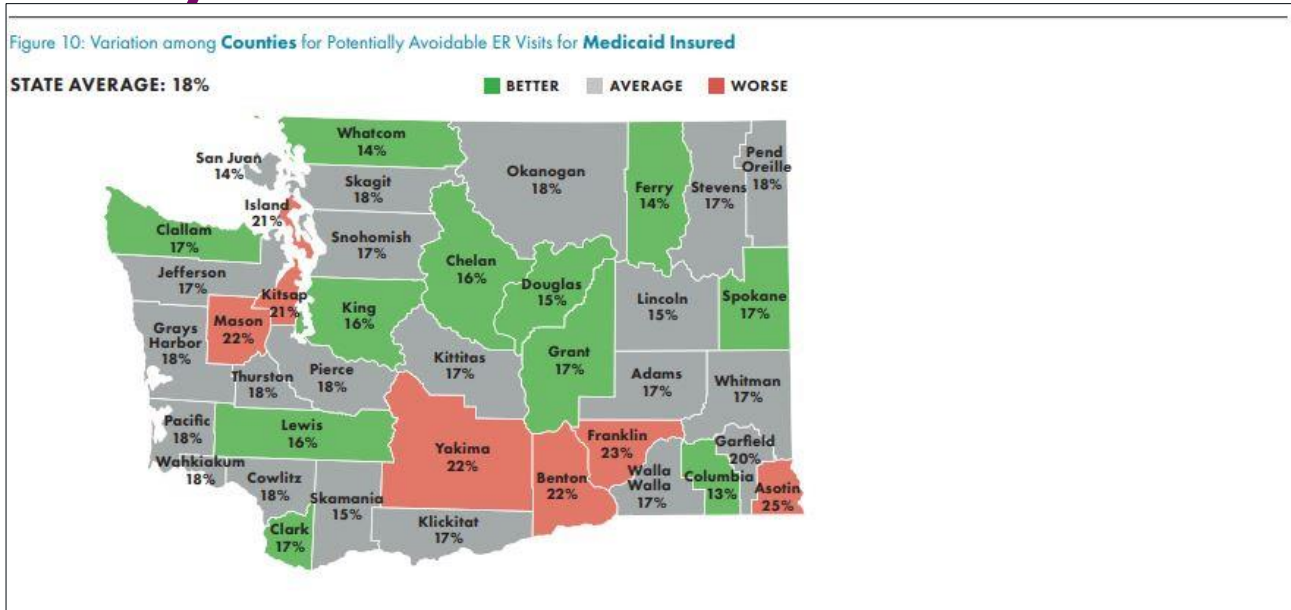 Figure 10: Variation among Counties for Potentially Avoidable ER Visits for Medicaid Insured
STATE AVERAGE: 18%
BETTER
AVERAGE
WORSE
Whatcom
14%
San Juan
14%
Skagit
18%
Okanogan
18%
Ferry
14%
Stevens
17%
Pend
Oreille
18%
Island
21%
Clallam
17%
Snohomish
17%
Chelan
16%
Jefferson
17%
Kitsap
21%
King
16%
Douglas
15%
Lincoln
15%
Spokane
17%
Mason
22%
Grays
Harbor
18%
Grant
17%
Kittitas
17%
Pierce
18%
Thurston
18%
Adams
17%
Whitman
17%
Pacific
18%
Lewis
16%
Yakima
22%
Franklin
23%
Garfield
20%
Wahkiakum
18%
Cowlitz
18%
Skamania
15%
Benton
22%
Walla
Walla
17%
Columbia
13%
Asotin
25%
Klickitat
17%
Clark
17%